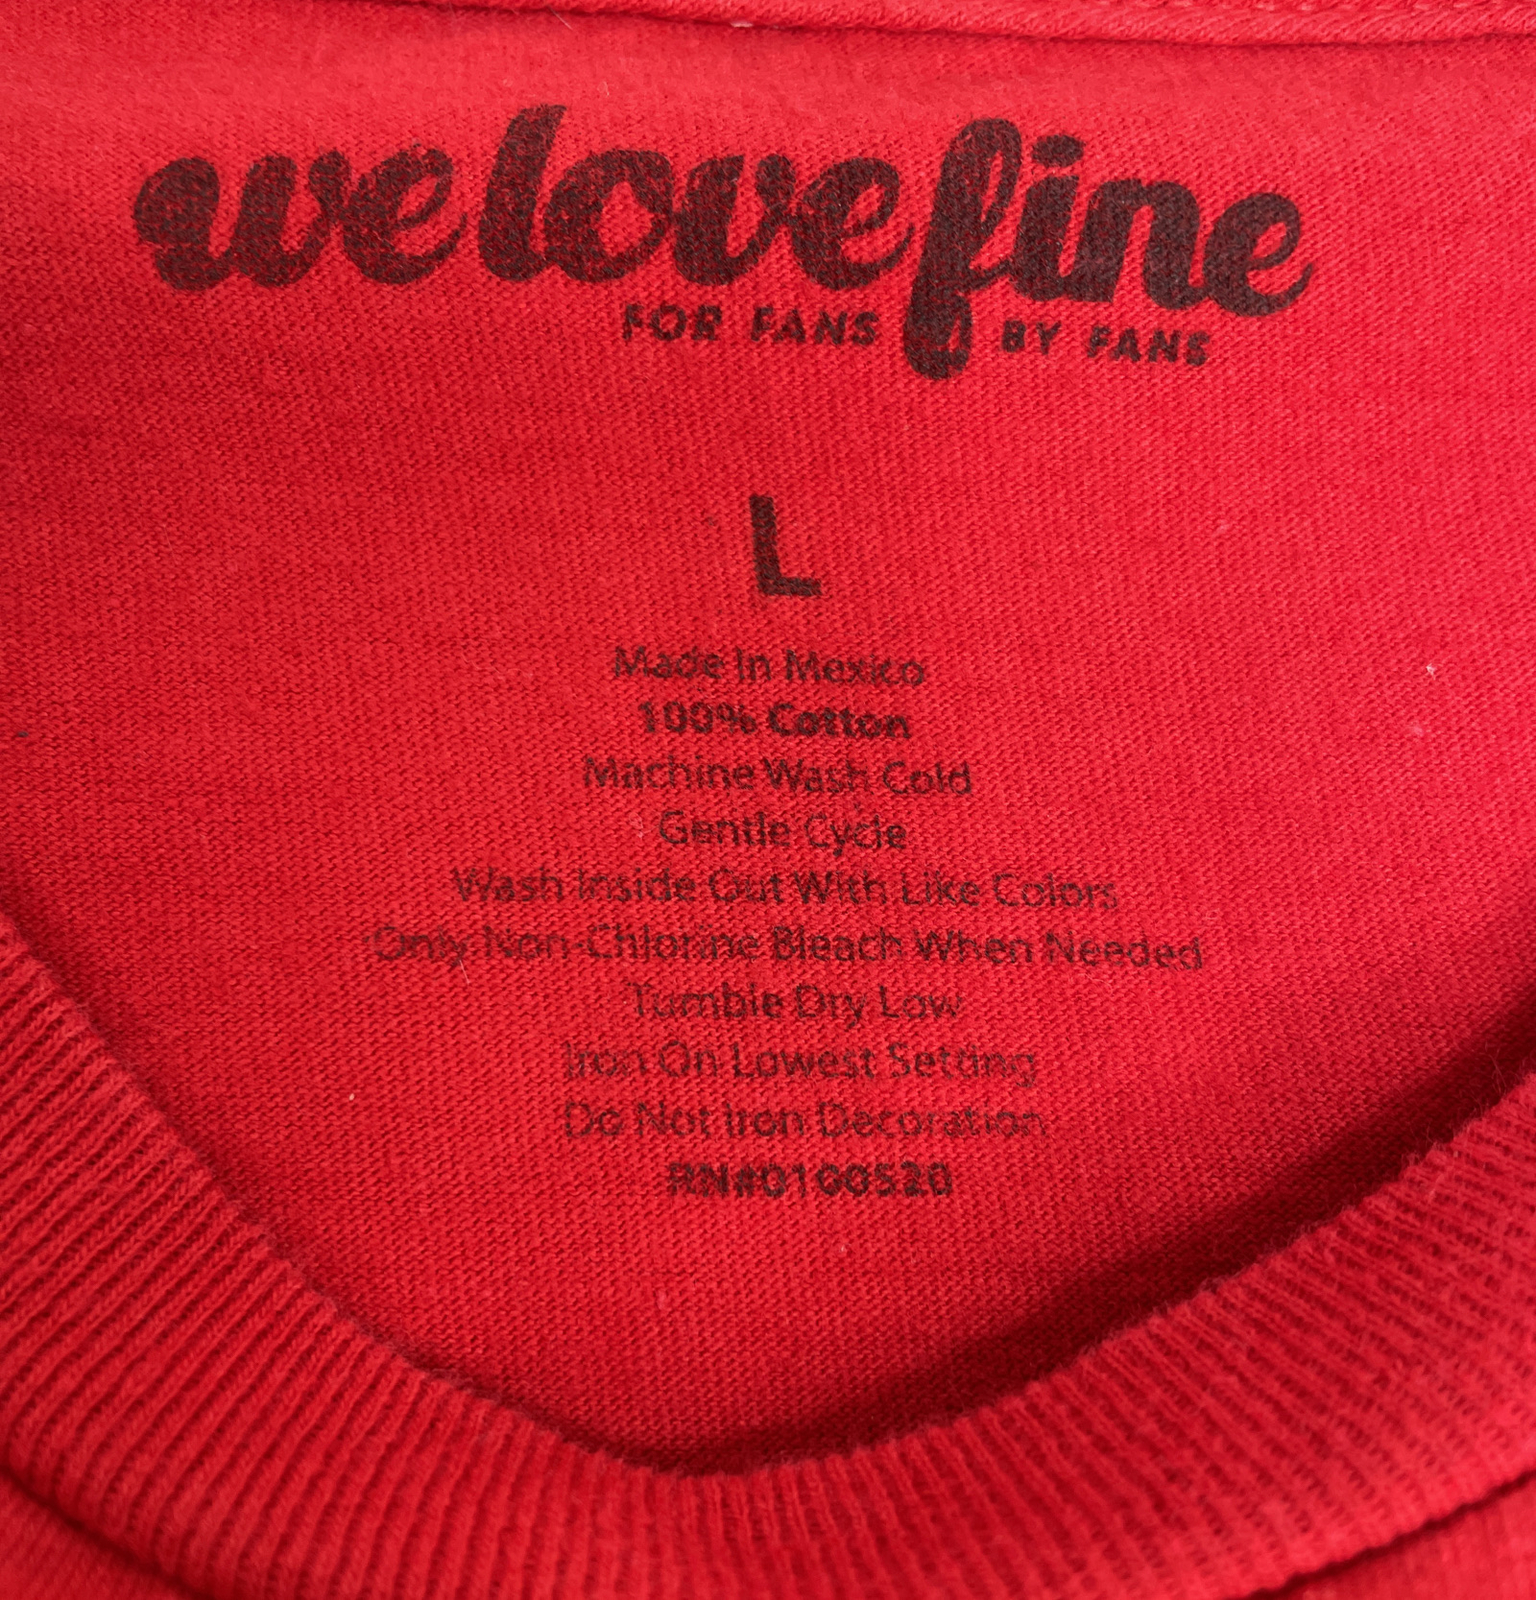 welovefine
FOR FANS BY FANS
L
Made In Mexico
100% Cotton
Machine Wash Cold
Gentle Cycle
Wash Inside Out With Like Colors
Only Non-Chlorine Bleach When Needed
Tumble Dry Low
Iron On Lowest Setting
Do Not Iron Decoration
RN#0100520